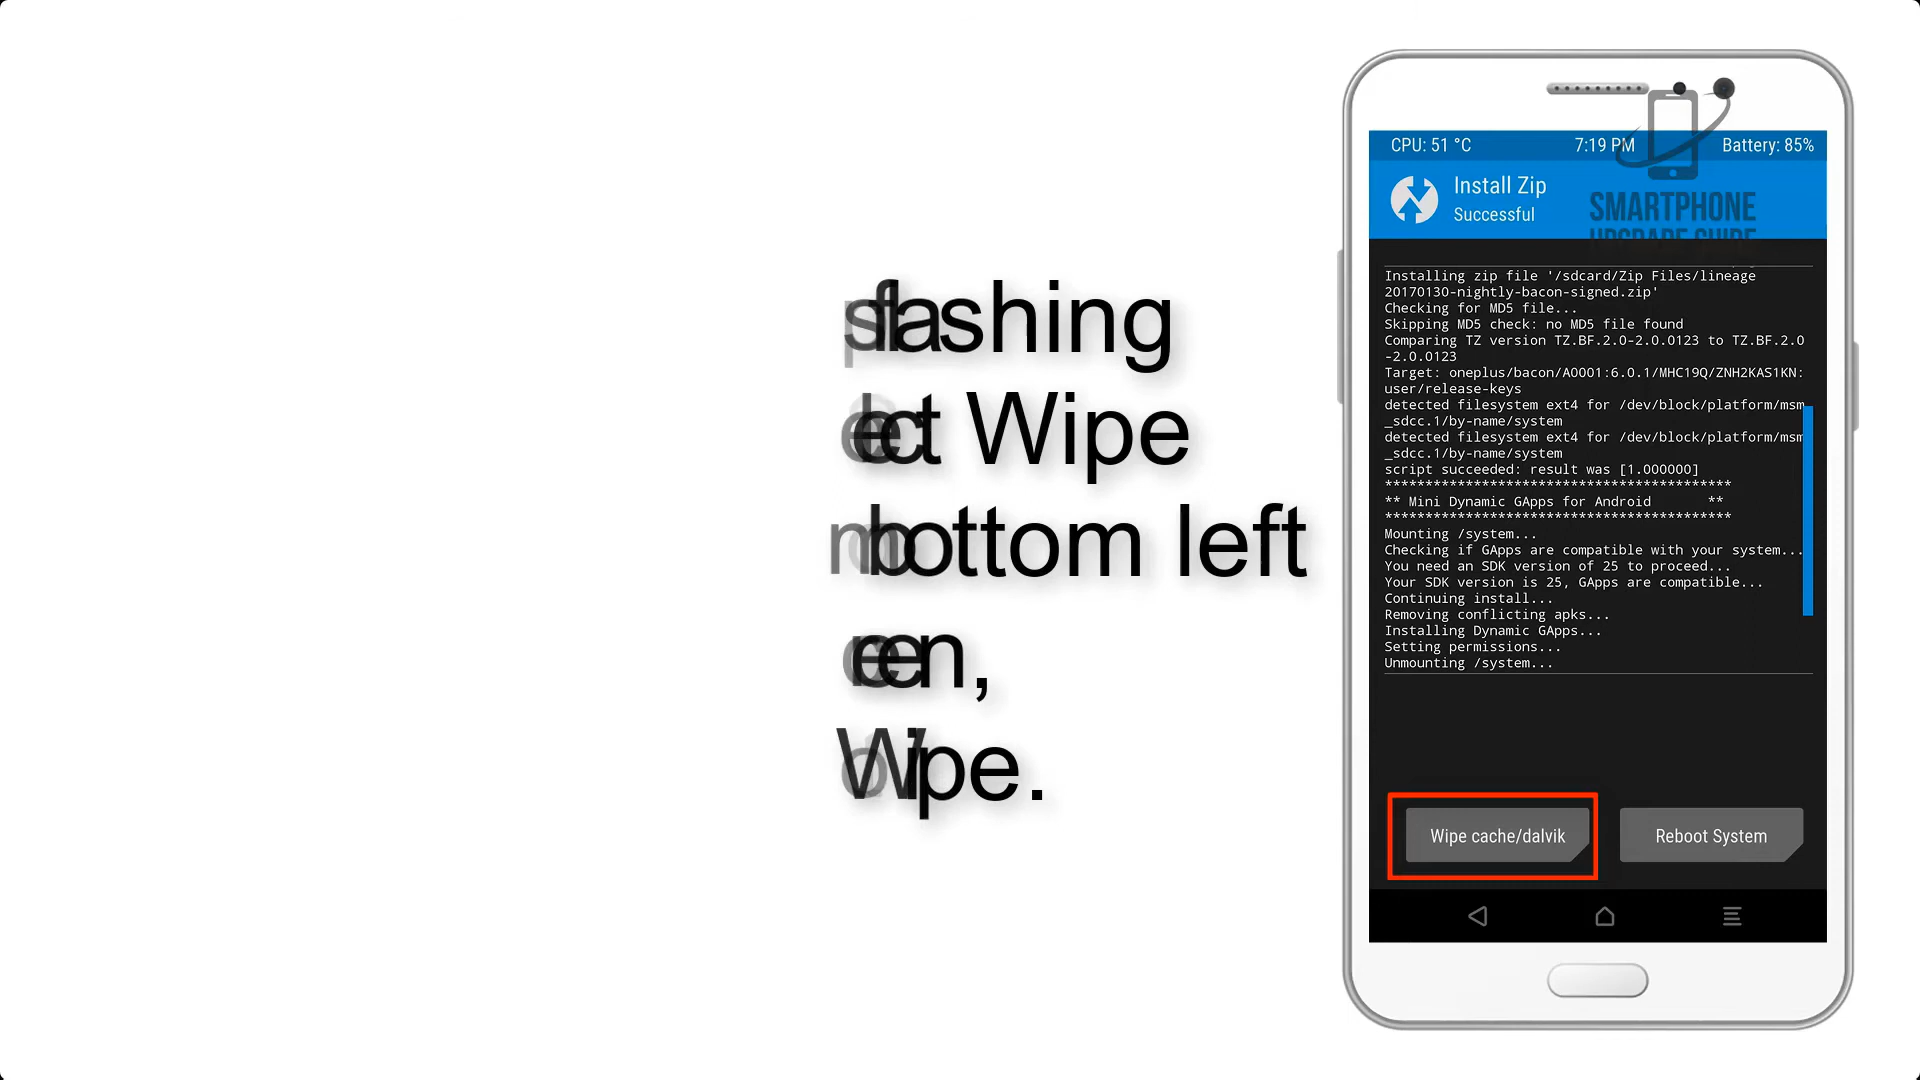 flashing
Wipe
bottom left
Wipe.
CPU: 51 °C 7:19 PM Battery: 85%
Install Zip
Successful
SMARTPHONE
UPGRADE GUIDE
Installing zip file '/sdcard/Zip Files/lineage
20170130-nightly-bacon-signed.zip'
Checking for MD5 file...
Skipping MD5 check: no MD5 file found
Comparing TZ version TZ.BF.2.0-2.0.0123 to TZ.BF.2.0
-2.0.0123
Target: oneplus/bacon/A0001:6.0.1/MHC19Q/ZNH2KAS1KN:
user/release-keys
detected filesystem ext4 for /dev/block/platform/msm
_sdcc.1/by-name/system
detected filesystem ext4 for /dev/block/platform/msm
_sdcc.1/by-name/system
script succeeded: result was [1.000000]
*******************************************
** Mini Dynamic GApps for Android **
*******************************************
Mounting /system...
Checking if GApps are compatible with your system...
You need an SDK version of 25 to proceed...
Your SDK version is 25, GApps are compatible...
Continuing install...
Removing conflicting apks...
Installing Dynamic GApps...
Setting permissions...
Unmounting /system...
Wipe cache/dalvik
Reboot System